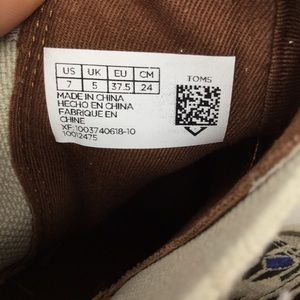 US UK EU CM
7 5 37.5 24
TOMS
MADE IN CHINA
HECHO EN CHINA
FABRIQUE EN
CHINE
XF:1003740618-10
10012475